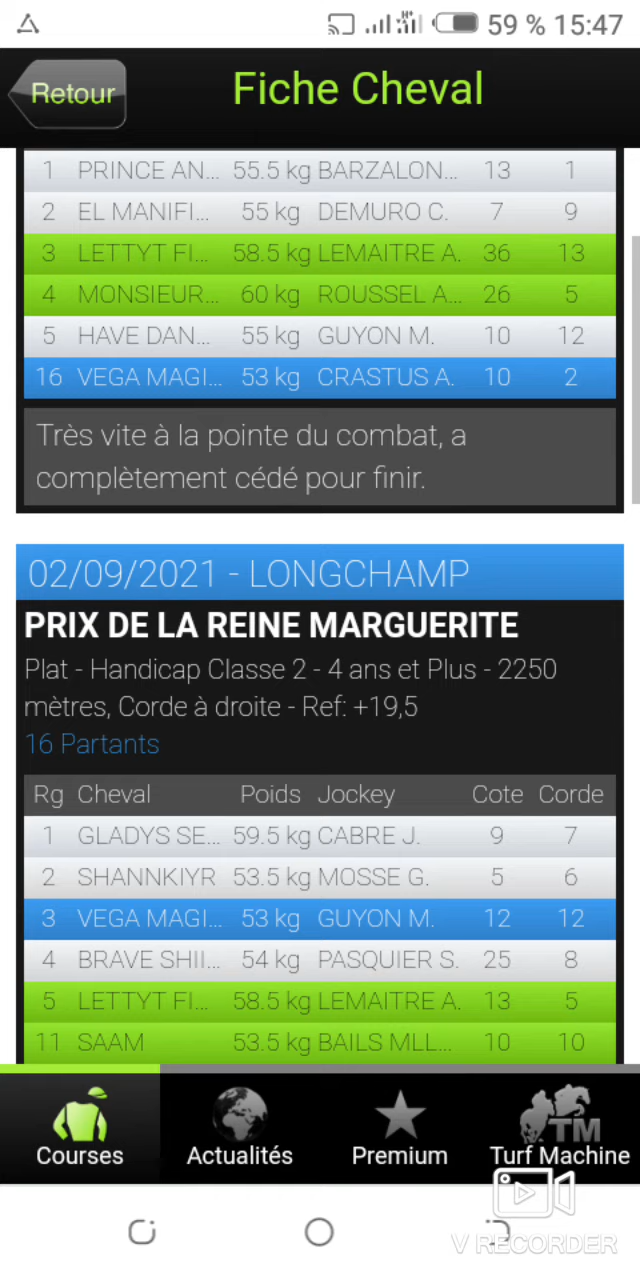 59 % 15:47
Retour Fiche Cheval
1 PRINCE AN... 55.5 kg BARZALON... 13 1
2 EL MANIFI... 55 kg DEMURO C. 7 9
3 LETTYT FI... 58.5 kg LEMAITRE A. 36 13
4 MONSIEUR... 60 kg ROUSSEL A... 26 5
5 HAVE DAN... 55 kg GUYON M. 10 12
16 VEGA MAGI... 53 kg CRASTUS A. 10 2
Très vite à la pointe du combat, a
complètement cédé pour finir.
02/09/2021 - LONGCHAMP
PRIX DE LA REINE MARGUERITE
Plat - Handicap Classe 2 - 4 ans et Plus - 2250
mètres, Corde à droite - Ref: +19,5
16 Partants
Rg Cheval Poids Jockey Cote Corde
1 GLADYS SE... 59.5 kg CABRE J. 9 7
2 SHANNKIYR 53.5 kg MOSSE G. 5 6
3 VEGA MAGI... 53 kg GUYON M. 12 12
4 BRAVE SHII... 54 kg PASQUIER S. 25 8
5 LETTYT FI... 58.5 kg LEMAITRE A. 13 5
11 SAAM 53.5 kg BAILS MLL... 10 10
TM
Courses Actualités Premium Turf Machine
V RECORDER